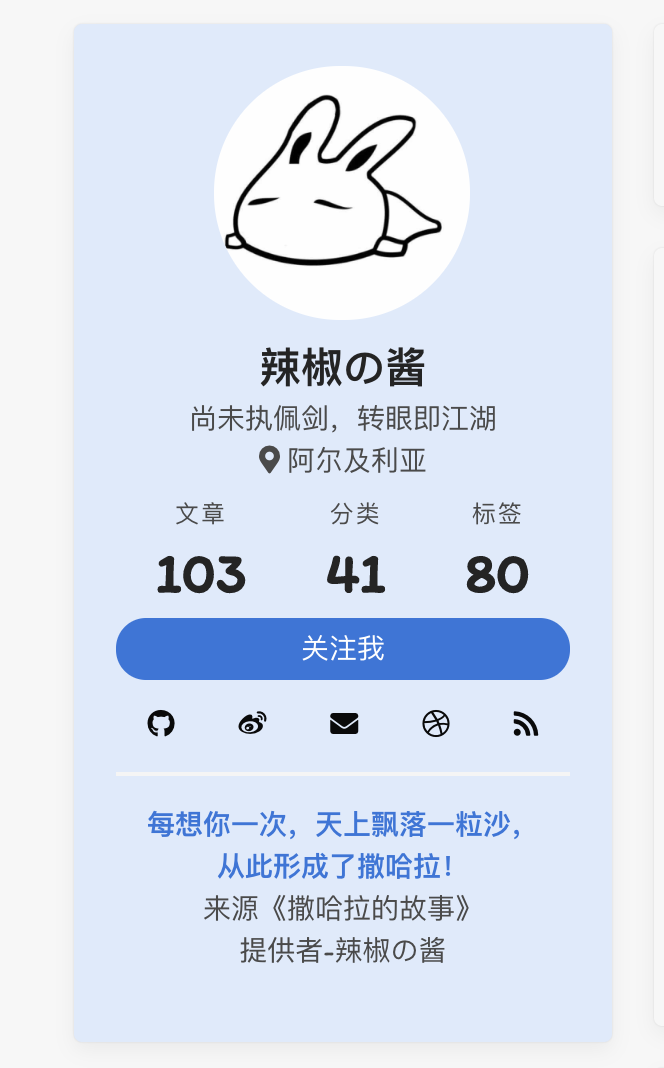 辣椒の酱
尚未执佩剑，转眼即江湖
阿尔及利亚
文章 分类 标签
103 41 80
关注我
每想你一次，天上飘落一粒沙，
从此形成了撒哈拉！
来源《撒哈拉的故事》
提供者-辣椒の酱